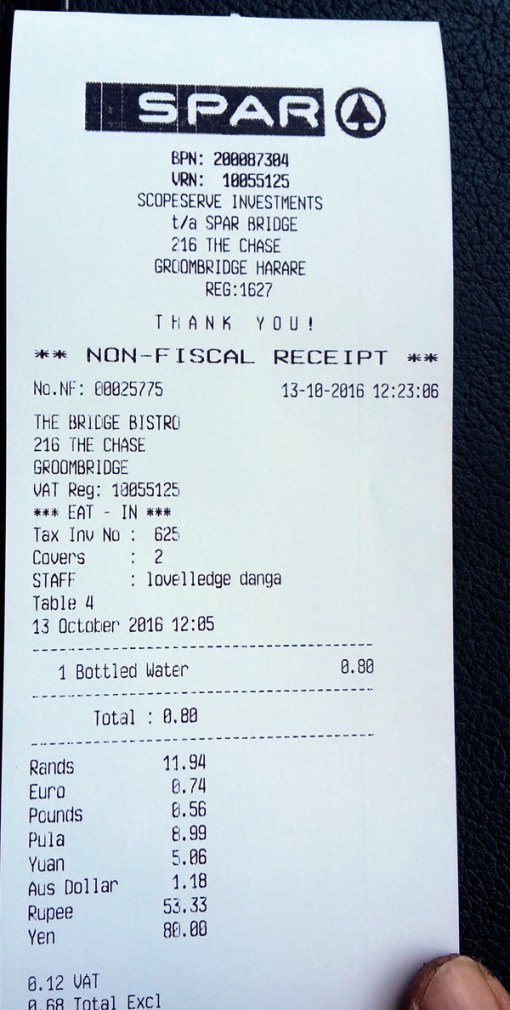 SPAR
BPN: 200087304
VRN: 10055125
SCOPESERVE INVESTMENTS
t/a SPAR BRIDGE
216 THE CHASE
GROOMBRIDGE HARARE
REG:1627
THANK YOU!
** NON-FISCAL RECEIPT **
No.NF: 00025775 13-10-2016 12:23:06
THE BRIDGE BISTRO
216 THE CHASE
GROOMBRIDGE
VAT Reg: 10055125
*** EAT - IN ***
Tax Inv No : 625
Covers : 2
STAFF : lovelledge danga
Table 4
13 October 2016 12:05
1 Bottled Water 0.80
Total : 0.80
Rands 11.94
Euro 0.74
Pounds 0.56
Pula 8.99
Yuan 5.06
Aus Dollar 1.18
Rupee 53.33
Yen 80.00
0.12 VAT
0.68 Total Excl